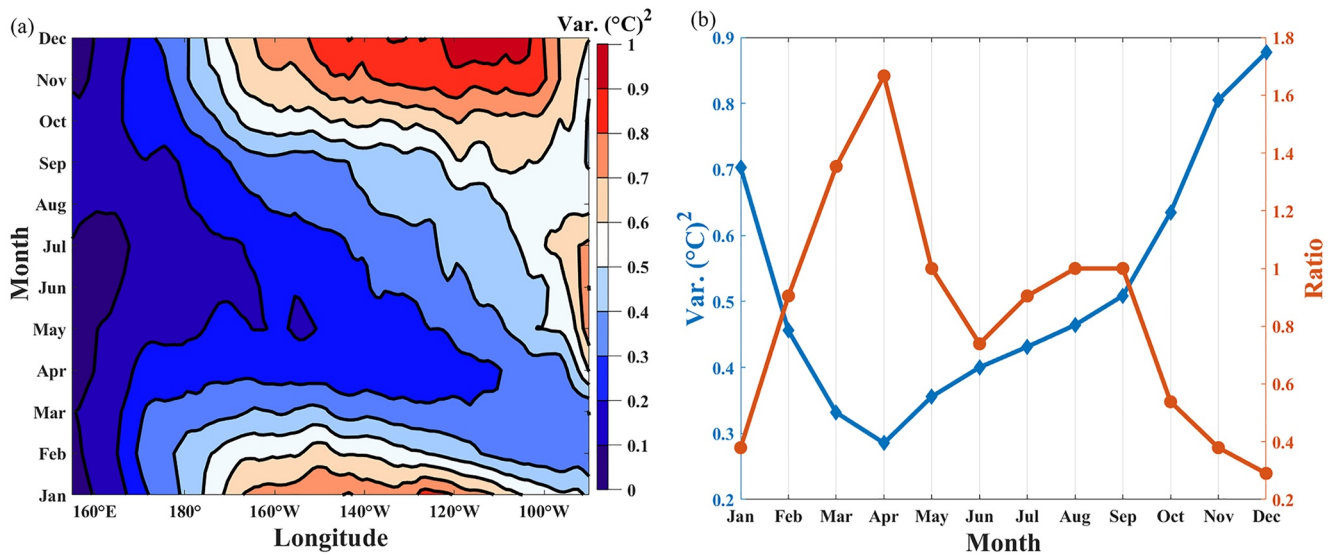 (a)
Var. (°C)2
Dec
Nov
Oct
Sep
Aug
Jul
Jun
May
Apr
Mar
Feb
Jan
Month
160°E 180° 160°W 140°W 120°W 100°W
Longitude
1
0.9
0.8
0.7
0.6
0.5
0.4
0.3
0.2
0.1
0
(b)
0.9
0.8
0.7
0.6
0.5
0.4
0.3
0.2
Var. (°C)2
1.8
1.6
1.4
1.2
1
0.8
0.6
0.4
0.2
Ratio
Jan Feb Mar Apr May Jun Jul Aug Sep Oct Nov Dec
Month